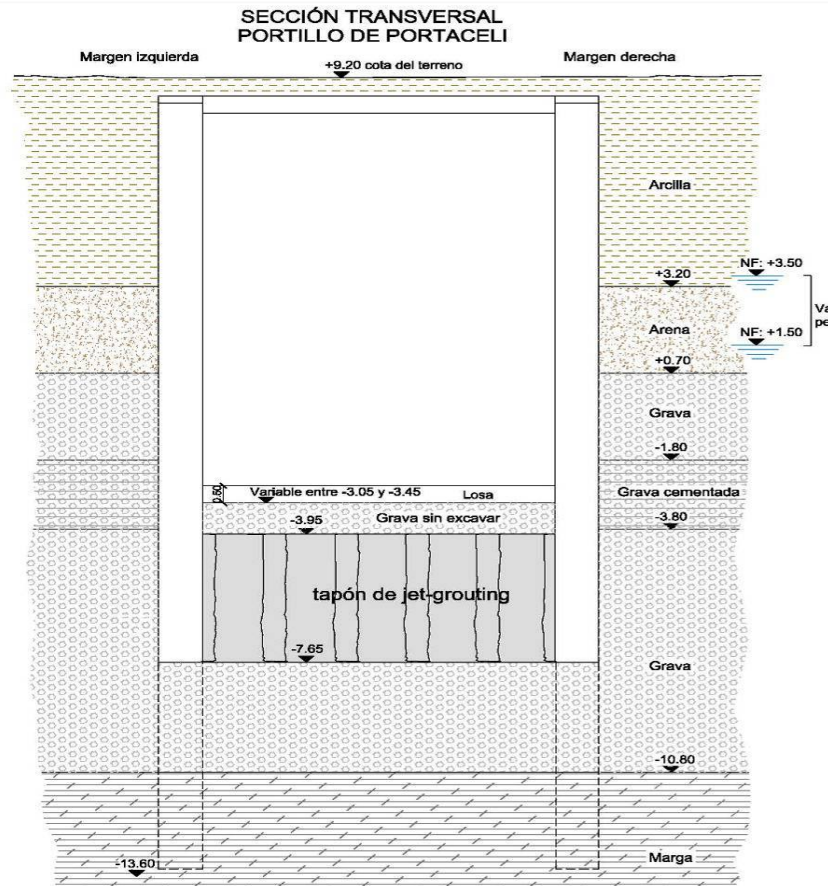 SECCIÓN TRANSVERSAL
PORTILLO DE PORTACELI
Margen izquierda
Margen derecha
+9.20 cota del terreno
Arcilla
NF: +3.50
+3.20
Va
pe
Arena
NF: +1.50
+0.70
Grava
-1.80
0.50
Variable entre -3.05 y -3.45
Losa
Grava cementada
Grava sin excavar
-3.95
-3.80
tapón de jet-grouting
-7.65
Grava
-10.80
-13.60
Marga